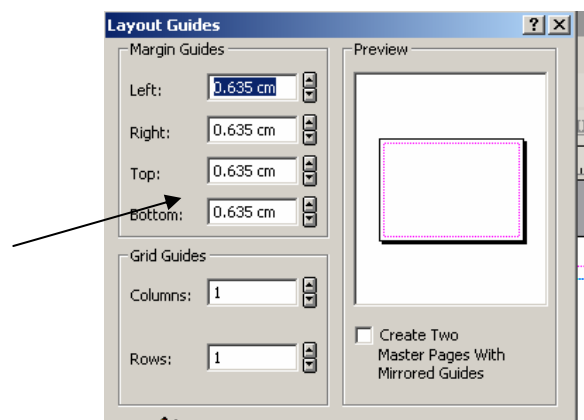 Layout Guides
Margin Guides
Left: 0.635 cm
Right: 0.635 cm
Top: 0.635 cm
Bottom: 0.635 cm
Grid Guides
Columns: 1
Rows: 1
Preview
Create Two
Master Pages With
Mirrored Guides